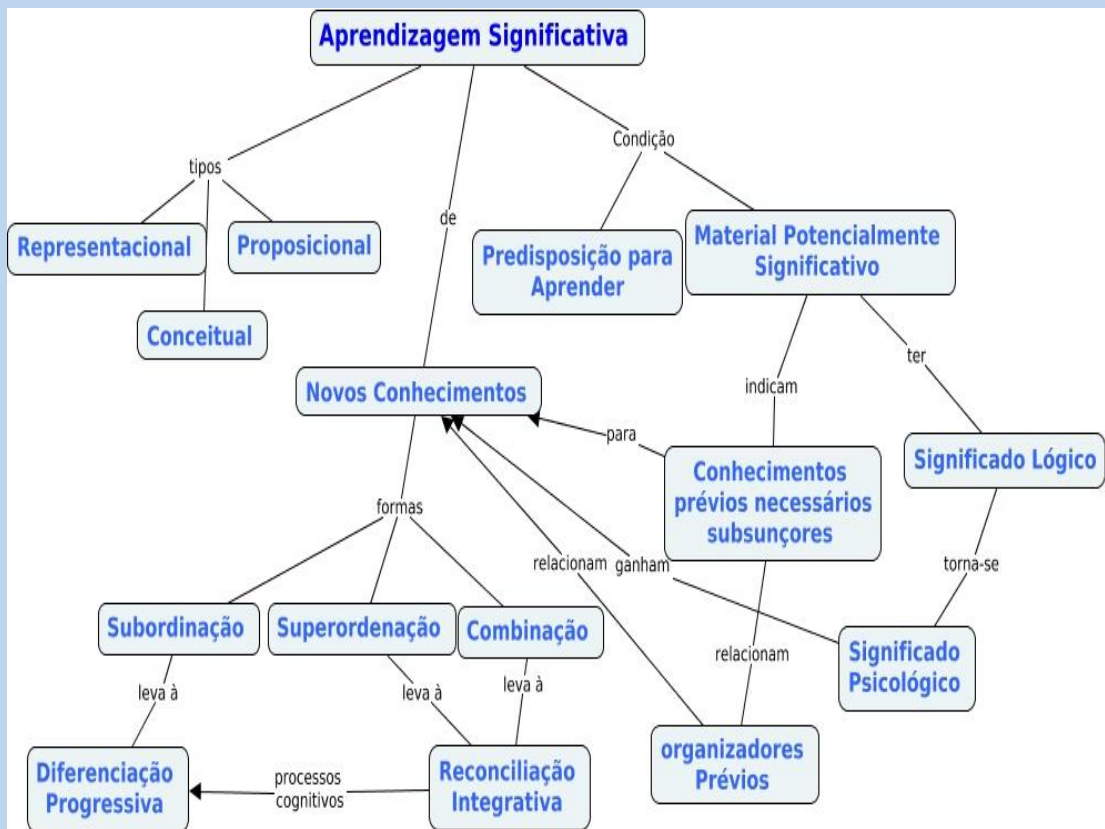 Aprendizagem Significativa
Condição
tipos
de
Representacional
Proposicional
Predisposição para
Aprender
Material Potencialmente
Significativo
Conceitual
ter
Novos Conhecimentos
indicam
para
Conhecimentos
prévios necessários
subsunçores
Significado Lógico
formas
relacionam
ganham
torna-se
Subordinação
Superordenação
Combinação
relacionam
Significado
Psicológico
leva à
leva à
leva à
Diferenciação
Progressiva
processos
cognitivos
Reconciliação
Integrativa
organizadores
Prévios